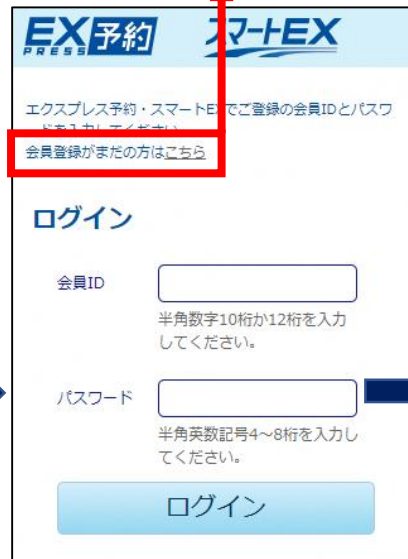 EX予約 スマートEX
PRESS
エクスプレス予約・スマートEXでご登録の会員IDとパスワ
ードを入力してください。
会員登録がまだの方はこちら
ログイン
会員ID
半角数字10桁か12桁を入力
してください。
パスワード
半角英数記号4～8桁を入力し
てください。
ログイン